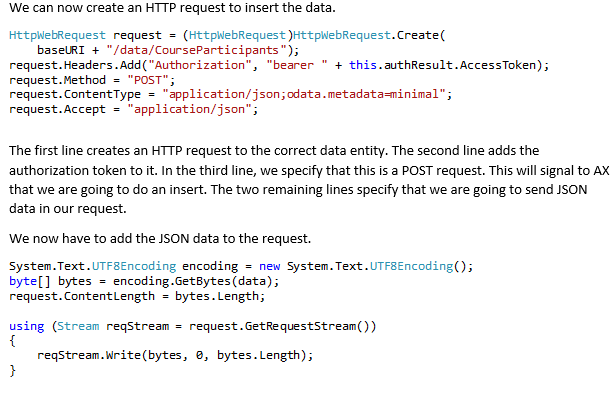 We can now create an HTTP request to insert the data.
HttpWebRequest request = (HttpWebRequest)HttpWebRequest.Create(
    baseURI + "/data/CourseParticipants");
request.Headers.Add("Authorization", "bearer " + this.authResult.AccessToken);
request.Method = "POST";
request.ContentType = "application/json;odata.metadata=minimal";
request.Accept = "application/json";
The first line creates an HTTP request to the correct data entity. The second line adds the
authorization token to it. In the third line, we specify that this is a POST request. This will signal to AX
that we are going to do an insert. The two remaining lines specify that we are going to send JSON
data in our request.
We now have to add the JSON data to the request.
System.Text.UTF8Encoding encoding = new System.Text.UTF8Encoding();
byte[] bytes = encoding.GetBytes(data);
request.ContentLength = bytes.Length;
using (Stream reqStream = request.GetRequestStream())
{
    reqStream.Write(bytes, 0, bytes.Length);
}